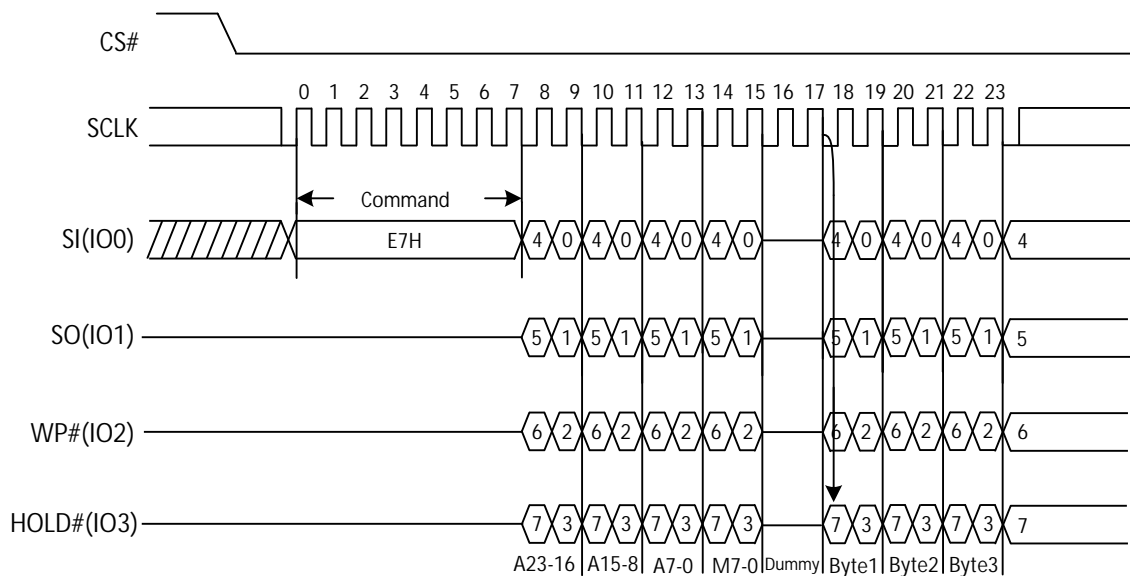 CS#
0 1 2 3 4 5 6 7 8 9 10 11 12 13 14 15 16 17 18 19 20 21 22 23
SCLK
Command
SI(IO0) E7H 4 0 4 0 4 0 4 0 4 0 4 0 4 0 4
SO(IO1) 5 1 5 1 5 1 5 1 5 1 5 1 5 1 5
WP#(IO2) 6 2 6 2 6 2 6 2 6 2 6 2 6 2 6
HOLD#(IO3) 7 3 7 3 7 3 7 3 7 3 7 3 7 3 7
A23-16 A15-8 A7-0 M7-0 Dummy Byte1 Byte2 Byte3